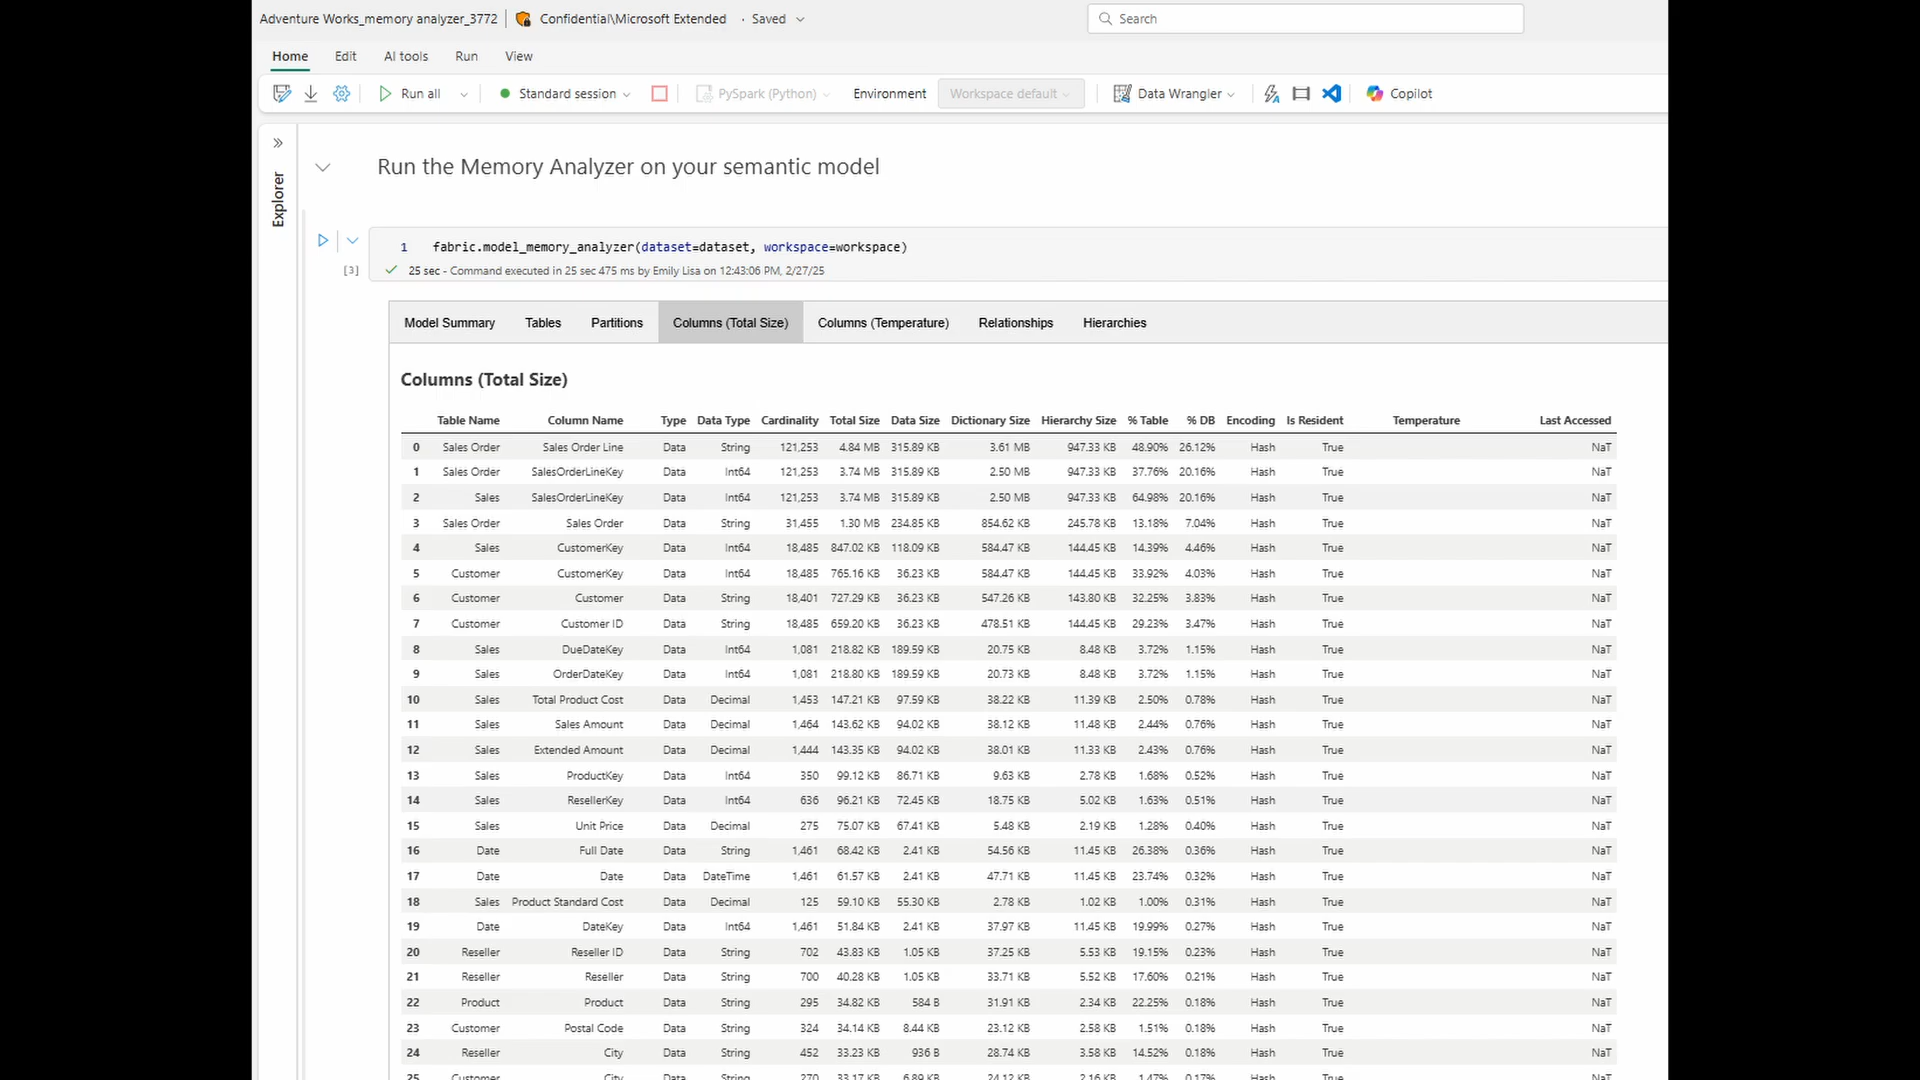 Adventure Works_memory analyzer_3772 Confidential\Microsoft Extended · Saved Search
Home Edit AI tools Run View
Run all Standard session PySpark (Python) Environment Workspace default Data Wrangler Copilot
Explorer
Run the Memory Analyzer on your semantic model
1 fabric.model_memory_analyzer(dataset=dataset, workspace=workspace)
[3] 25 sec - Command executed in 25 sec 475 ms by Emily Lisa on 12:43:06 PM, 2/27/25
Model Summary Tables Partitions Columns (Total Size) Columns (Temperature) Relationships Hierarchies
Columns (Total Size)
Table Name Column Name Type Data Type Cardinality Total Size Data Size Dictionary Size Hierarchy Size % Table % DB Encoding Is Resident Temperature Last Accessed
0 Sales Order Sales Order Line Data String 121,253 4.84 MB 315.89 KB 3.61 MB 947.33 KB 48.90% 26.12% Hash True NaT
1 Sales Order SalesOrderLineKey Data Int64 121,253 3.74 MB 315.89 KB 2.50 MB 947.33 KB 37.76% 20.16% Hash True NaT
2 Sales SalesOrderLineKey Data Int64 121,253 3.74 MB 315.89 KB 2.50 MB 947.33 KB 64.98% 20.16% Hash True NaT
3 Sales Order Sales Order Data String 31,455 1.30 MB 234.85 KB 854.62 KB 245.78 KB 13.18% 7.04% Hash True NaT
4 Sales CustomerKey Data Int64 18,485 847.02 KB 118.09 KB 584.47 KB 144.45 KB 14.39% 4.46% Hash True NaT
5 Customer CustomerKey Data Int64 18,485 765.16 KB 36.23 KB 584.47 KB 144.45 KB 33.92% 4.03% Hash True NaT
6 Customer Customer Data String 18,401 727.29 KB 36.23 KB 547.26 KB 143.80 KB 32.25% 3.83% Hash True NaT
7 Customer Customer ID Data String 18,485 659.20 KB 36.23 KB 478.51 KB 144.45 KB 29.23% 3.47% Hash True NaT
8 Sales DueDateKey Data Int64 1,081 218.82 KB 189.59 KB 20.75 KB 8.48 KB 3.72% 1.15% Hash True NaT
9 Sales OrderDateKey Data Int64 1,081 218.80 KB 189.59 KB 20.73 KB 8.48 KB 3.72% 1.15% Hash True NaT
10 Sales Total Product Cost Data Decimal 1,453 147.21 KB 97.59 KB 38.22 KB 11.39 KB 2.50% 0.78% Hash True NaT
11 Sales Sales Amount Data Decimal 1,464 143.62 KB 94.02 KB 38.12 KB 11.48 KB 2.44% 0.76% Hash True NaT
12 Sales Extended Amount Data Decimal 1,444 143.35 KB 94.02 KB 38.01 KB 11.33 KB 2.43% 0.76% Hash True NaT
13 Sales ProductKey Data Int64 350 99.12 KB 86.71 KB 9.63 KB 2.78 KB 1.68% 0.52% Hash True NaT
14 Sales ResellerKey Data Int64 636 96.21 KB 72.45 KB 18.75 KB 5.02 KB 1.63% 0.51% Hash True NaT
15 Sales Unit Price Data Decimal 275 75.07 KB 67.41 KB 5.48 KB 2.19 KB 1.28% 0.40% Hash True NaT
16 Date Full Date Data String 1,461 68.42 KB 2.41 KB 54.56 KB 11.45 KB 26.38% 0.36% Hash True NaT
17 Date Date Data DateTime 1,461 61.57 KB 2.41 KB 47.71 KB 11.45 KB 23.74% 0.32% Hash True NaT
18 Sales Product Standard Cost Data Decimal 125 59.10 KB 55.30 KB 2.78 KB 1.02 KB 1.00% 0.31% Hash True NaT
19 Date DateKey Data Int64 1,461 51.84 KB 2.41 KB 37.97 KB 11.45 KB 19.99% 0.27% Hash True NaT
20 Reseller Reseller ID Data String 702 43.83 KB 1.05 KB 37.25 KB 5.53 KB 19.15% 0.23% Hash True NaT
21 Reseller Reseller Data String 700 40.28 KB 1.05 KB 33.71 KB 5.52 KB 17.60% 0.21% Hash True NaT
22 Product Product Data String 295 34.82 KB 584 B 31.91 KB 2.34 KB 22.25% 0.18% Hash True NaT
23 Customer Postal Code Data String 324 34.14 KB 8.44 KB 23.12 KB 2.58 KB 1.51% 0.18% Hash True NaT
24 Reseller City Data String 452 33.23 KB 936 B 28.74 KB 3.58 KB 14.52% 0.18% Hash True NaT
25 Customer City Data String 270 33.17 KB 6.89 KB 24.12 KB 2.16 KB 1.47% 0.17% Hash True NaT